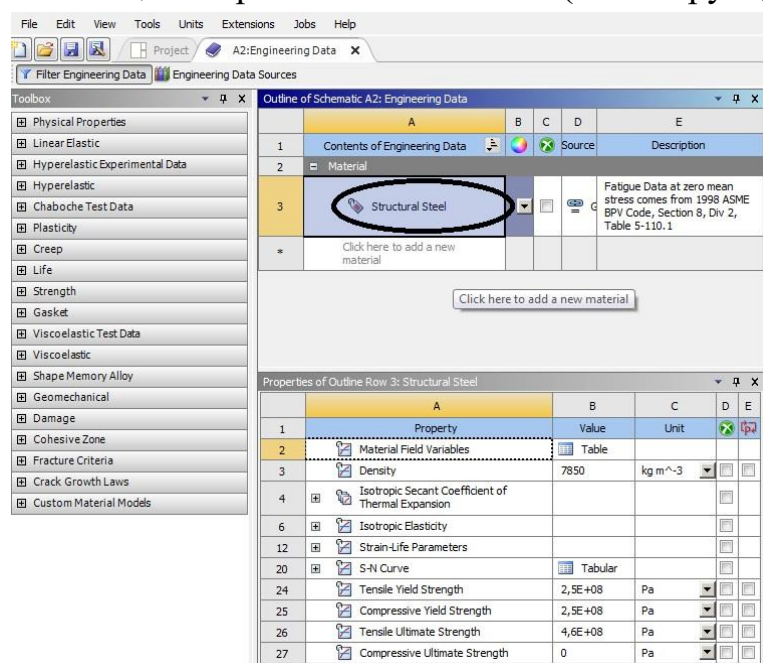 File Edit View Tools Units Extensions Jobs Help
Project A2:Engineering Data
Filter Engineering Data Engineering Data Sources
Toolbox
Physical Properties
Linear Elastic
Hyperelastic Experimental Data
Hyperelastic
Chaboche Test Data
Plasticity
Creep
Life
Strength
Gasket
Viscoelastic Test Data
Viscoelastic
Shape Memory Alloy
Geomechanical
Damage
Cohesive Zone
Fracture Criteria
Crack Growth Laws
Custom Material Models
Outline of Schematic A2: Engineering Data
A B C D E
1 Contents of Engineering Data Source Description
2 Material
3 Structural Steel G Fatigue Data at zero mean
stress comes from 1998 ASME
BPV Code, Section 8, Div 2,
Table 5-110.1
* Click here to add a new
material
Click here to add a new material
Properties of Outline Row 3: Structural Steel
A B C D E
1 Property Value Unit
2 Material Field Variables Table
3 Density 7850 kg m^-3
4 Isotropic Secant Coefficient of
Thermal Expansion
6 Isotropic Elasticity
12 Strain-Life Parameters
20 S-N Curve Tabular
24 Tensile Yield Strength 2,5E+08 Pa
25 Compressive Yield Strength 2,5E+08 Pa
26 Tensile Ultimate Strength 4,6E+08 Pa
27 Compressive Ultimate Strength 0 Pa